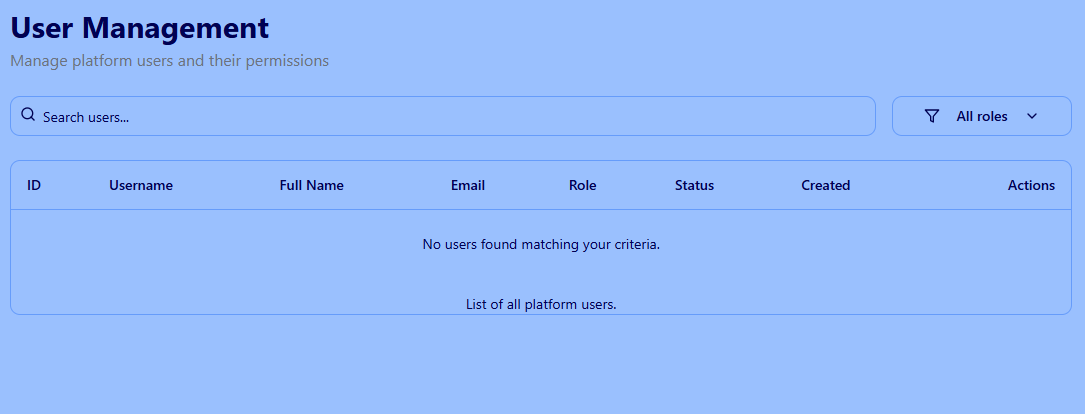 User Management
Manage platform users and their permissions
Search users... All roles
ID Username Full Name Email Role Status Created Actions
No users found matching your criteria.
List of all platform users.